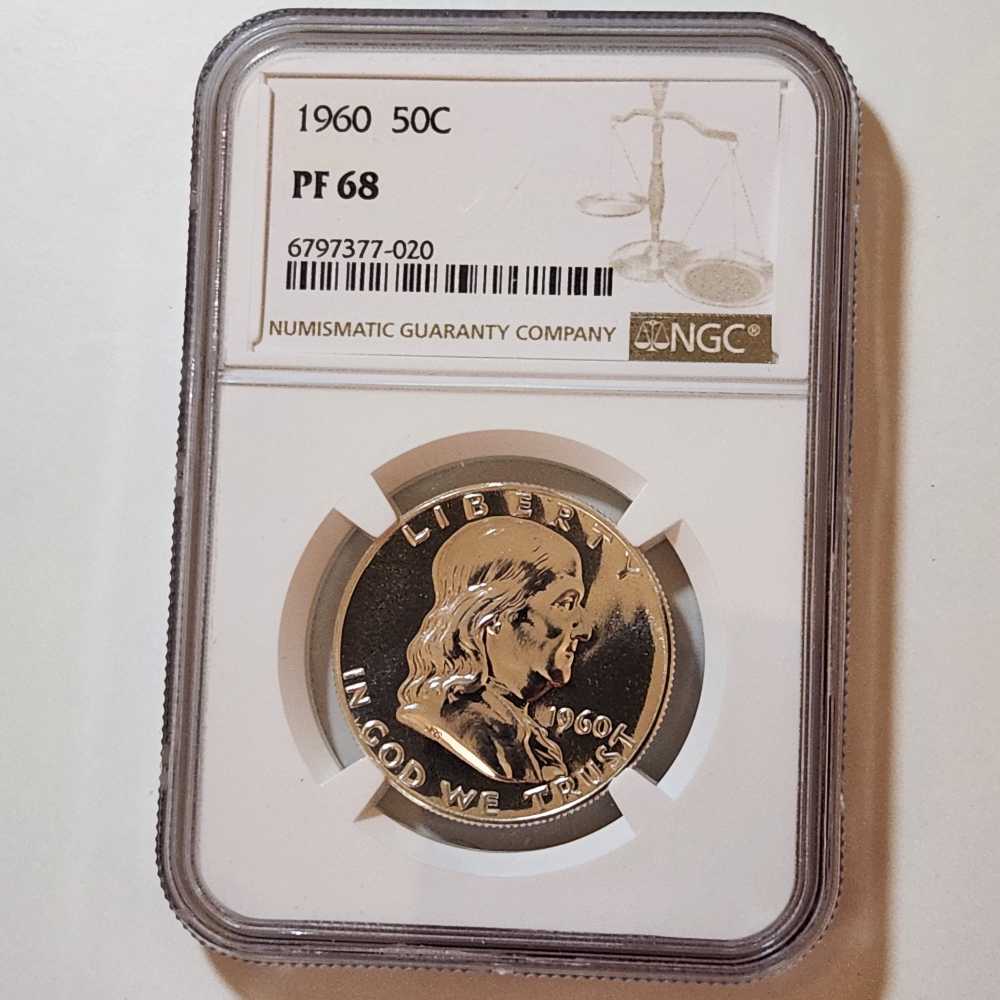 1960 50C
PF 68
6797377-020
NUMISMATIC GUARANTY COMPANY
NGC®
LIBERTY
1960
IN GOD WE TRUST